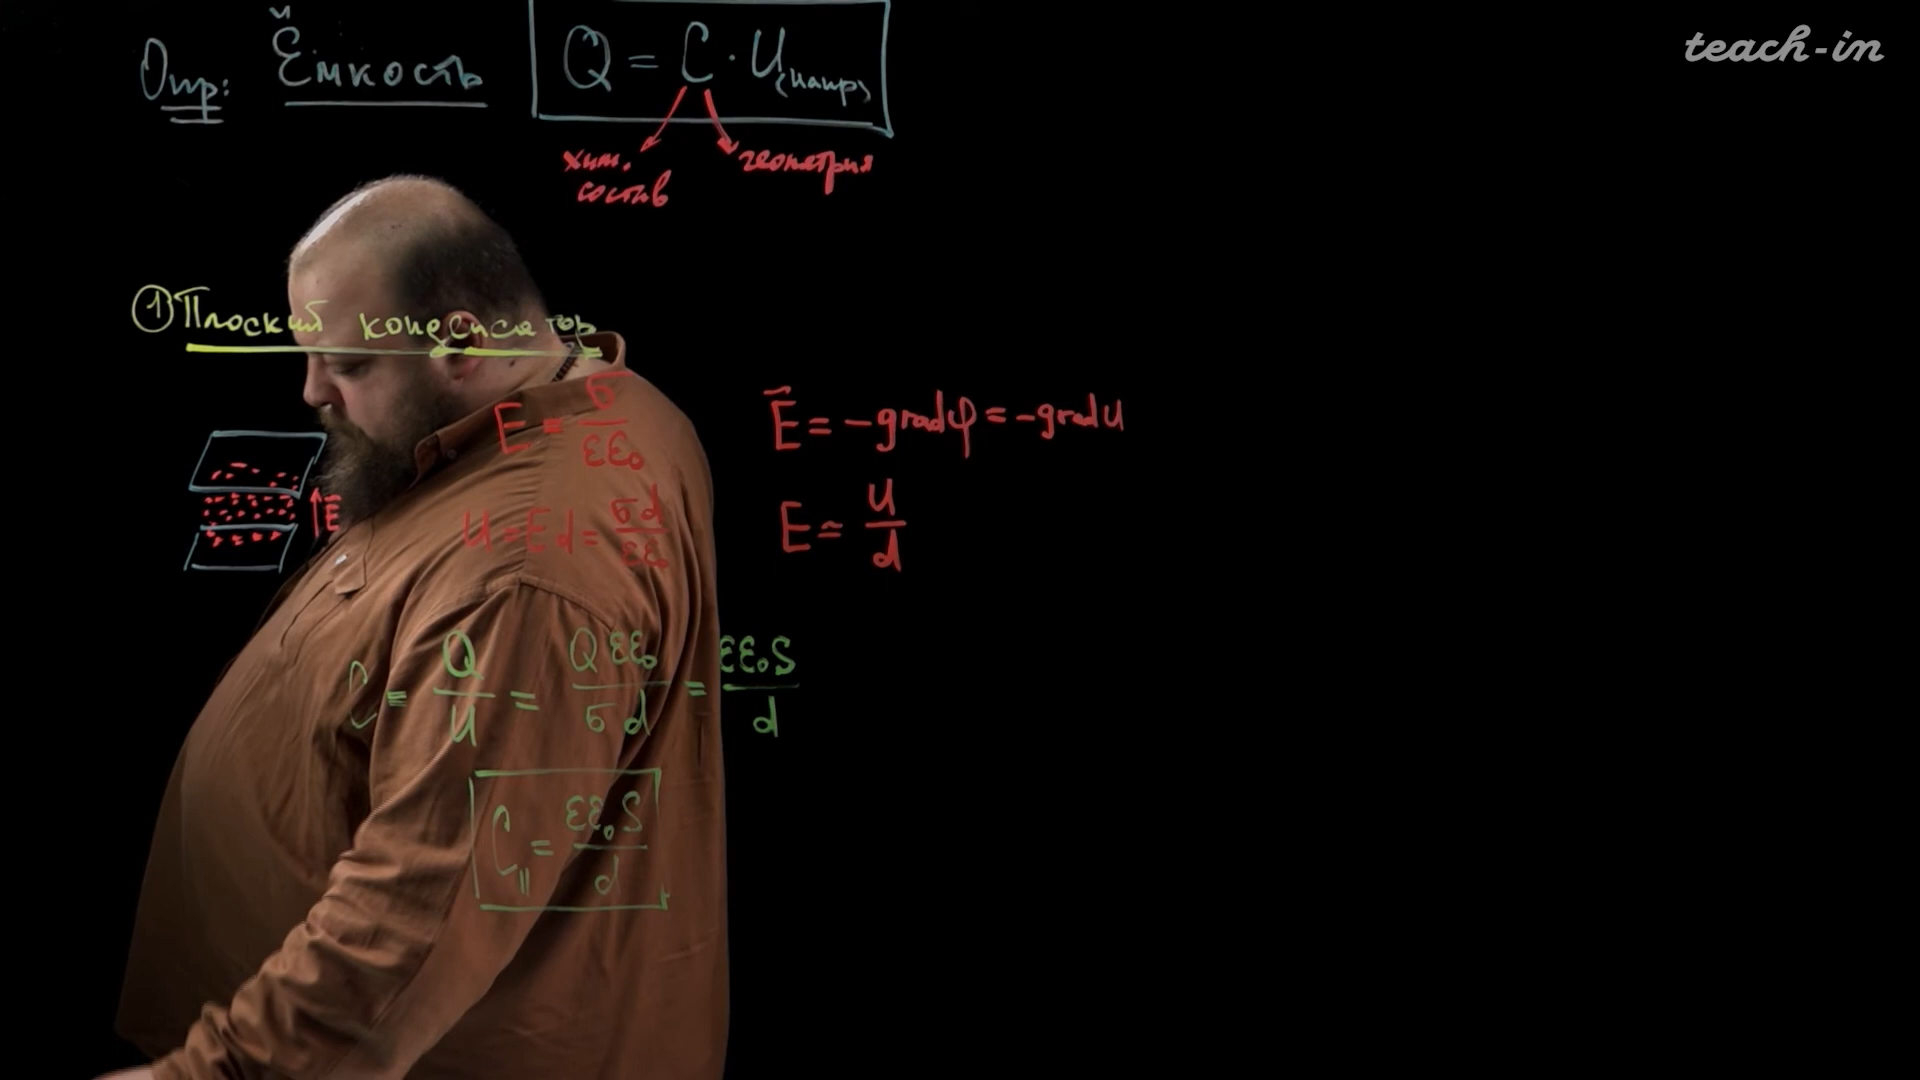 teach-in
Опр: Ёмкость Q = C · U(напр)
хим. состав геометрия
① Плоский конденсатор
E = σ/εε₀ Ē = -gradφ = -gradU
Ē
U = Ed = σd/εε₀ E ≃ U/d
C ≡ Q/U = Qεε₀/σd = εε₀S/d
C₁₁ = εε₀S/d